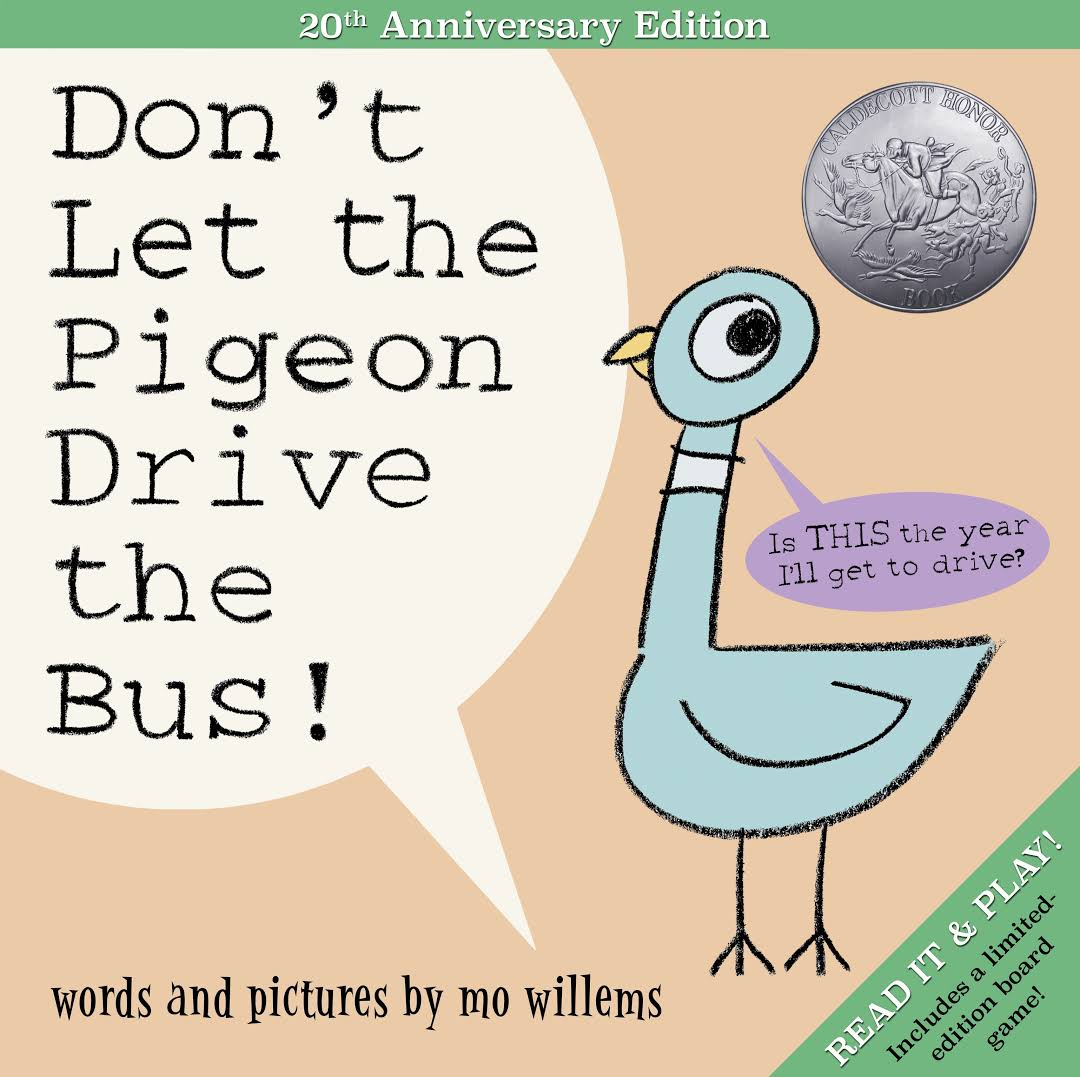 20th Anniversary Edition
Don't
Let the
Pigeon
Drive
the
Bus!
CALDECOTT HONOR
BOOK
Is THIS the year
I'll get to drive?
words and pictures by mo willems
READ IT & PLAY!
Includes a limited-
edition board
game!